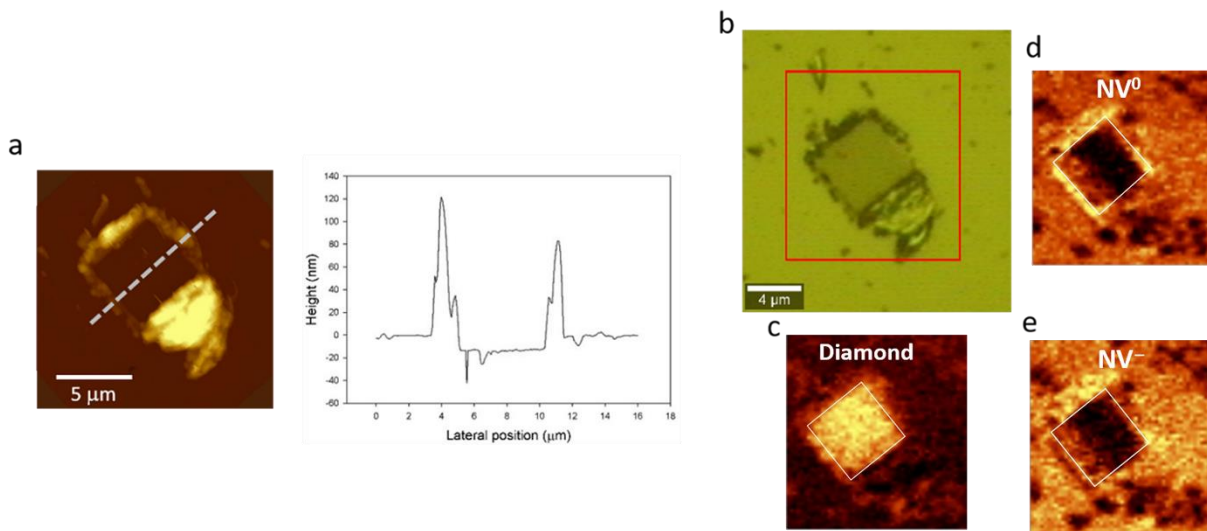 a
5 μm
Height (nm)
140
120
100
80
60
40
20
0
-20
-40
-60
0 2 4 6 8 10 12 14 16 18
Lateral position (μm)
b
4 μm
c
Diamond
d
NV⁰
e
NV⁻